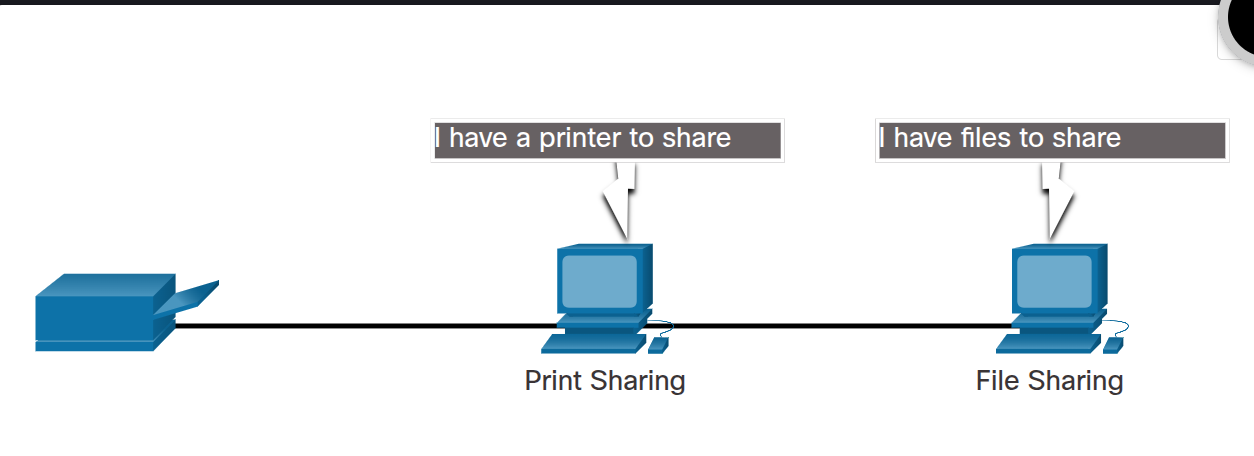 I have a printer to share
I have files to share
Print Sharing
File Sharing